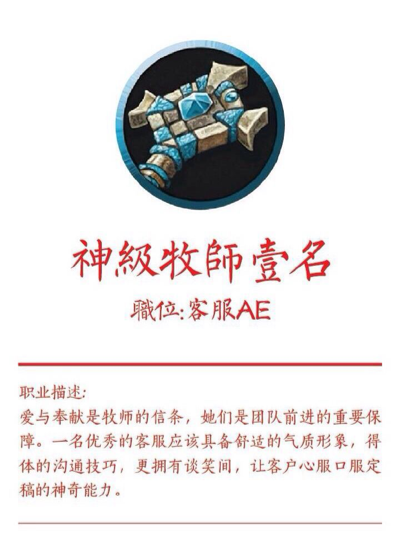 神級牧師壹名
職位:客服AE
职业描述:
爱与奉献是牧师的信条，她们是团队前进的重要保
障。一名优秀的客服应该具备舒适的气质形象，得
体的沟通技巧，更拥有谈笑间，让客户心服口服定
稿的神奇能力。